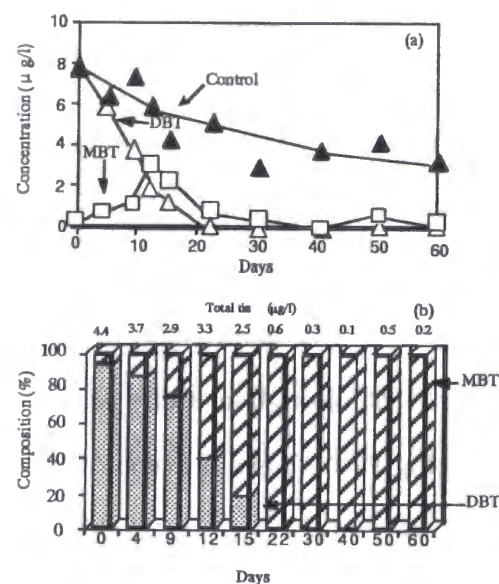 (a)
Concentration (μ g/l)
10
8
6
4
2
0
Control
DBT
MBT
0 10 20 30 40 50 60
Days
Total tin (μg/l) (b)
4.4 3.7 2.9 3.3 2.5 0.6 0.3 0.1 0.5 0.2
Composition (%)
100
80
60
40
20
0
MBT
DBT
0 4 9 12 15 22 30 40 50 60
Days